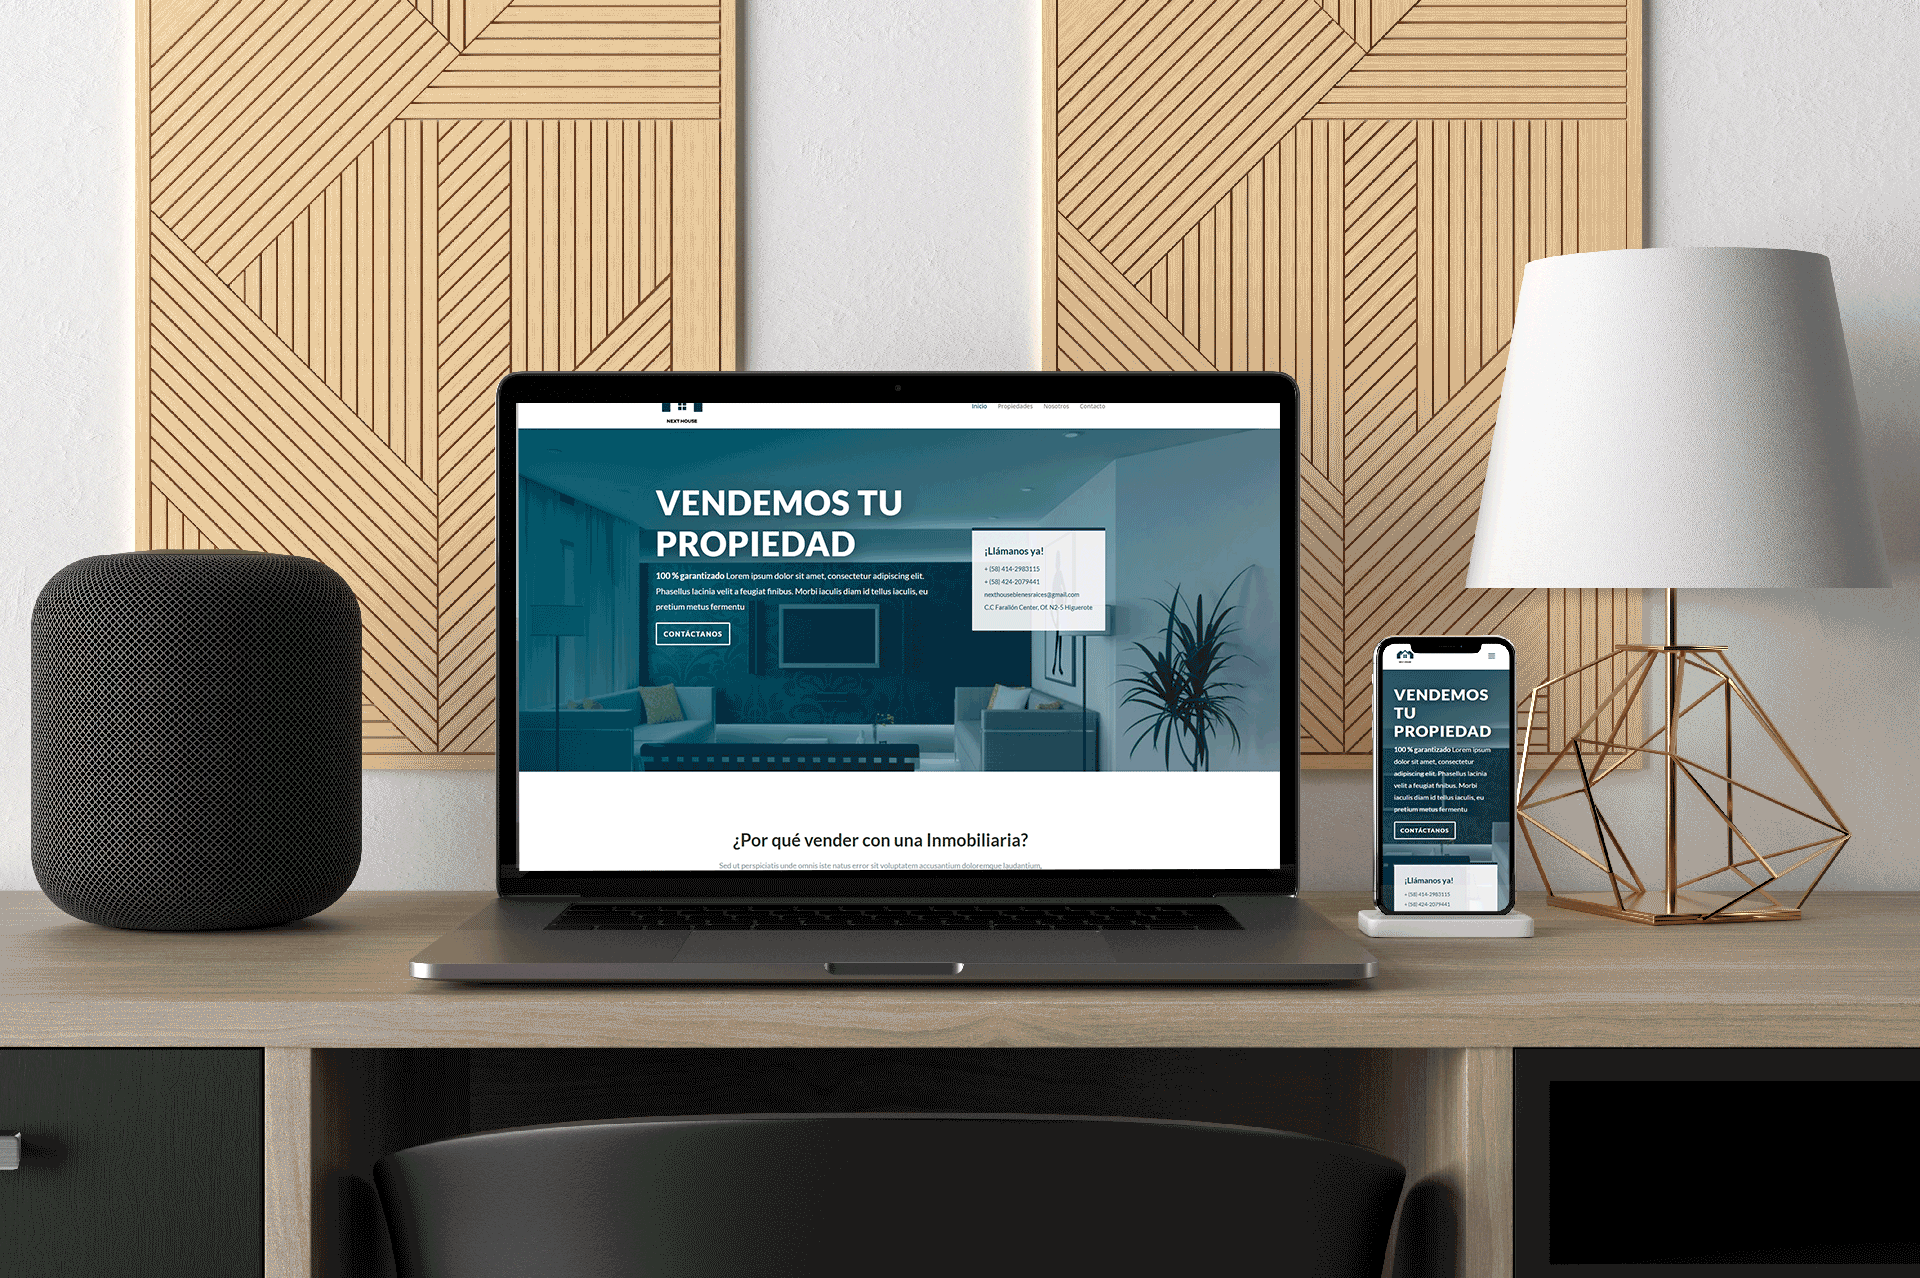 NEXT HOUSE
Inicio Propiedades Nosotros Contacto
VENDEMOS TU
PROPIEDAD
100 % garantizado Lorem ipsum dolor sit amet, consectetur adipiscing elit.
Phasellus lacinia velit a feugiat finibus. Morbi iaculis diam id tellus iaculis, eu
pretium metus fermentu
CONTÁCTANOS
¡Llámanos ya!
+ (58) 414-2983115
+ (58) 424-2079441
nexthousebienesraices@gmail.com
C.C Farallón Center, Of. N2-5 Higuerote
¿Por qué vender con una Inmobiliaria?
Sed ut perspiciatis unde omnis iste natus error sit voluptatem accusantium doloremque laudantium,
VENDEMOS
TU
PROPIEDAD
100 % garantizado Lorem ipsum
dolor sit amet, consectetur
adipiscing elit. Phasellus lacinia
velit a feugiat finibus. Morbi
iaculis diam id tellus iaculis, eu
pretium metus fermentu
CONTÁCTANOS
¡Llámanos ya!
+ (58) 414-2983115
+ (58) 424-2079441